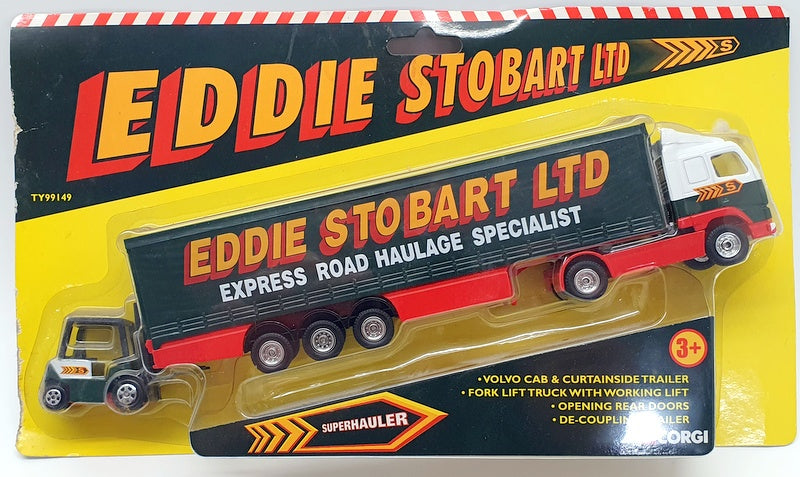 EDDIE STOBART LTD
S
TY99149
EDDIE STOBART LTD
EXPRESS ROAD HAULAGE SPECIALIST
S
S
3+
• VOLVO CAB & CURTAINSIDE TRAILER
• FORK LIFT TRUCK WITH WORKING LIFT
• OPENING REAR DOORS
SUPERHAULER
CORGI